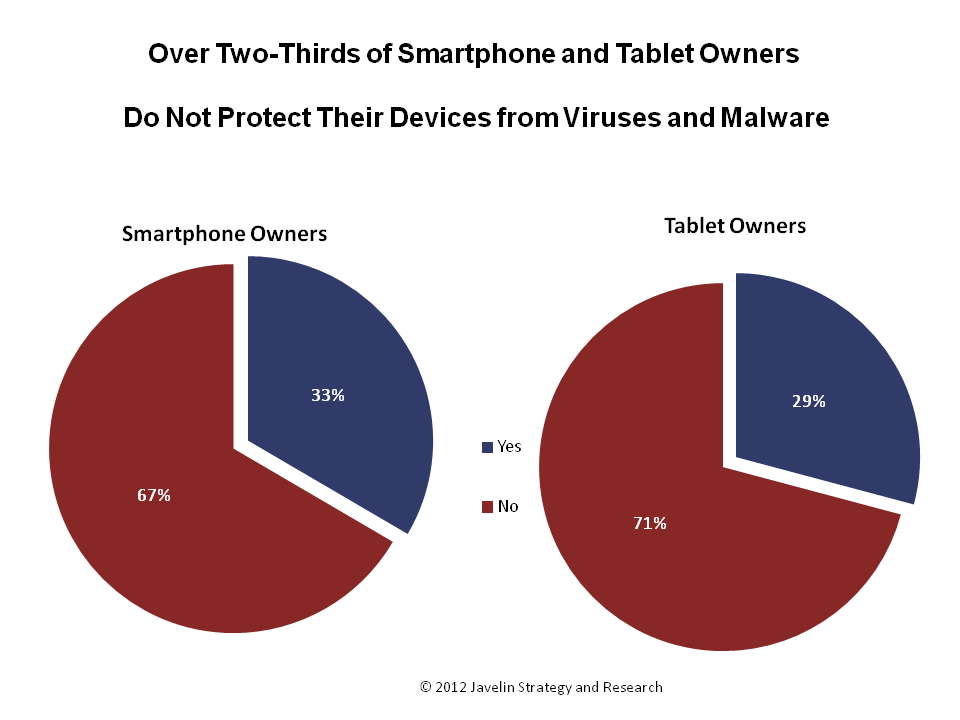 Over Two-Thirds of Smartphone and Tablet Owners
Do Not Protect Their Devices from Viruses and Malware
Smartphone Owners
33%
67%
Yes
No
Tablet Owners
29%
71%
© 2012 Javelin Strategy and Research